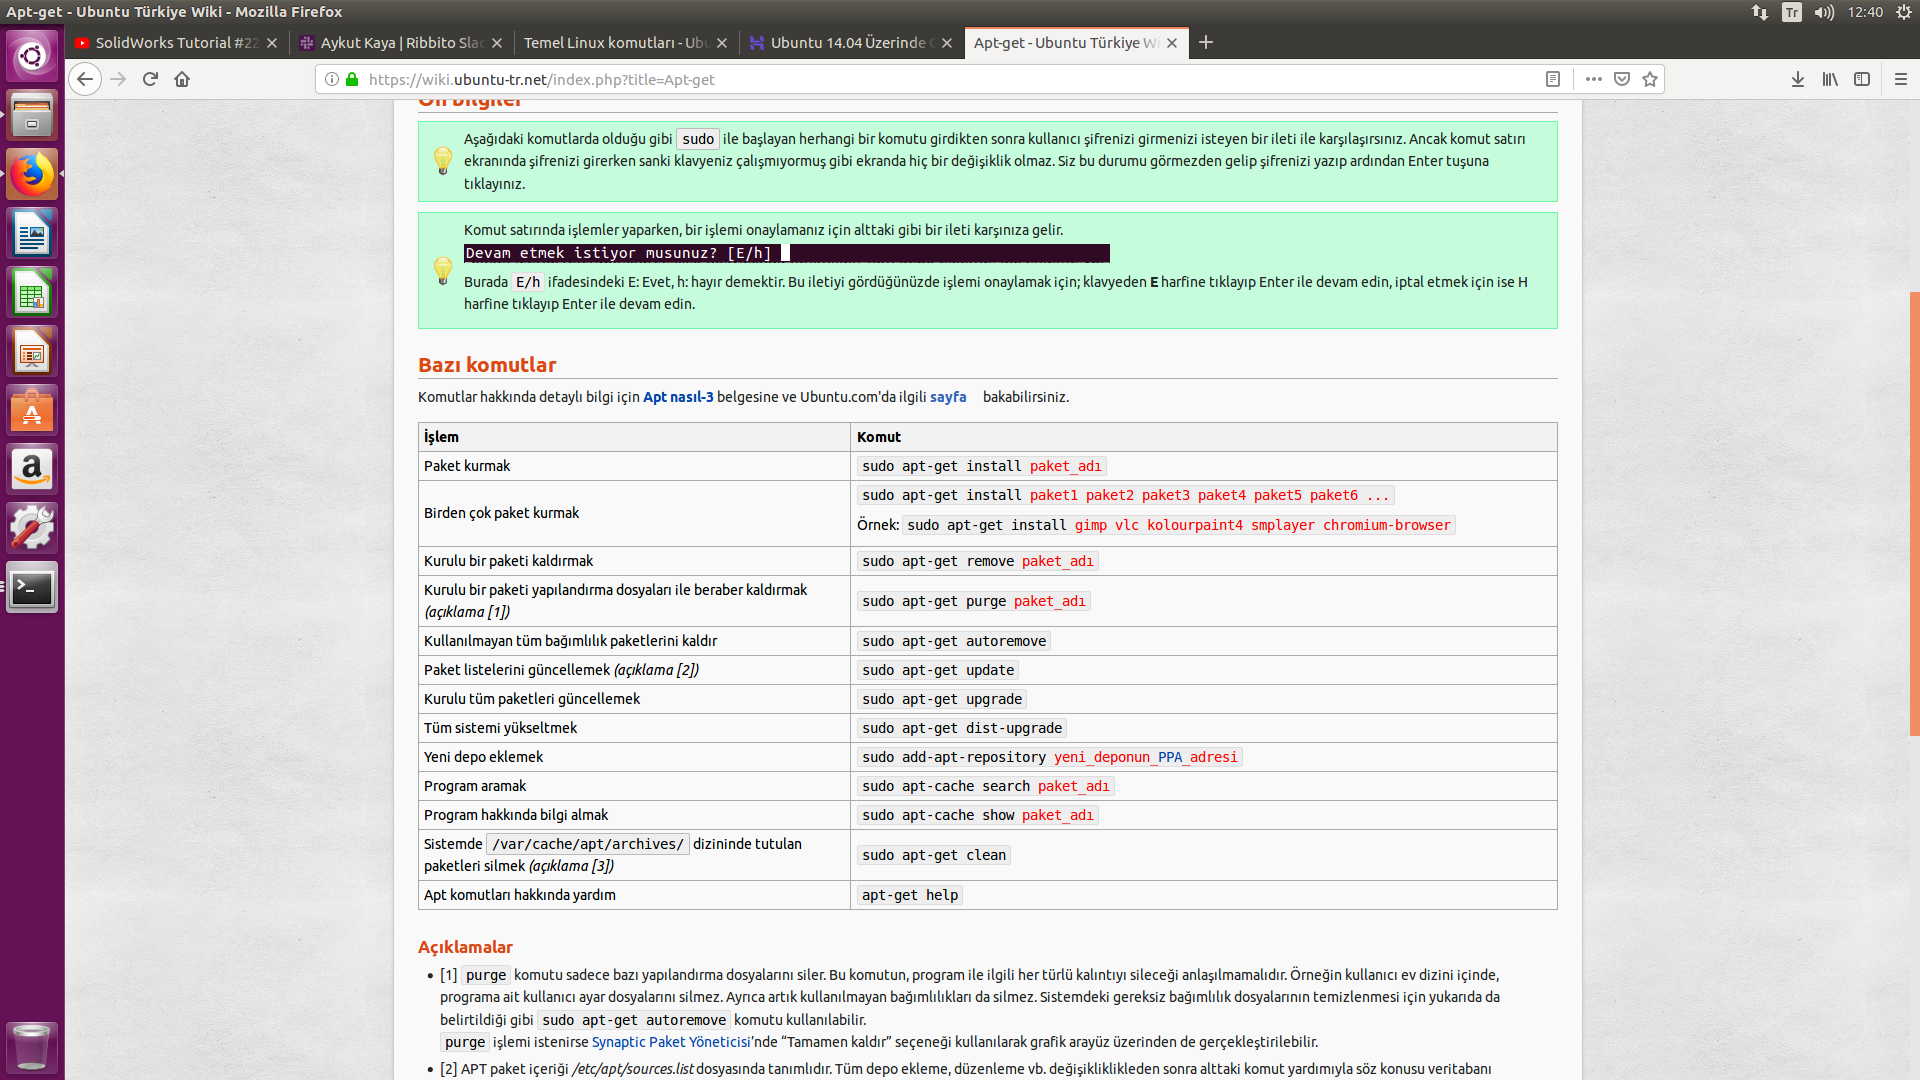 Apt-get - Ubuntu Türkiye Wiki - Mozilla Firefox
Tr
12:40
SolidWorks Tutorial #22
Aykut Kaya | Ribbito Slac
Temel Linux komutları - Ubu
Ubuntu 14.04 Üzerinde
Apt-get - Ubuntu Türkiye Wi
https://wiki.ubuntu-tr.net/index.php?title=Apt-get
Ön bilgiler
Aşağıdaki komutlarda olduğu gibi sudo ile başlayan herhangi bir komutu girdikten sonra kullanıcı şifrenizi girmenizi isteyen bir ileti ile karşılaşırsınız. Ancak komut satırı
ekranında şifrenizi girerken sanki klavyeniz çalışmıyormuş gibi ekranda hiç bir değişiklik olmaz. Siz bu durumu görmezden gelip şifrenizi yazıp ardından Enter tuşuna
tıklayınız.
Komut satırında işlemler yaparken, bir işlemi onaylamanız için alttaki gibi bir ileti karşınıza gelir.
Devam etmek istiyor musunuz? [E/h]
Burada E/h ifadesindeki E: Evet, h: hayır demektir. Bu iletiyi gördüğünüzde işlemi onaylamak için; klavyeden E harfine tıklayıp Enter ile devam edin, iptal etmek için ise H
harfine tıklayıp Enter ile devam edin.
Bazı komutlar
Komutlar hakkında detaylı bilgi için Apt nasıl-3 belgesine ve Ubuntu.com'da ilgili sayfa bakabilirsiniz.
İşlem Komut
Paket kurmak sudo apt-get install paket_adı
Birden çok paket kurmak sudo apt-get install paket1 paket2 paket3 paket4 paket5 paket6 ...
Örnek: sudo apt-get install gimp vlc kolourpaint4 smplayer chromium-browser
Kurulu bir paketi kaldırmak sudo apt-get remove paket_adı
Kurulu bir paketi yapılandırma dosyaları ile beraber kaldırmak
(açıklama [1]) sudo apt-get purge paket_adı
Kullanılmayan tüm bağımlılık paketlerini kaldır sudo apt-get autoremove
Paket listelerini güncellemek (açıklama [2]) sudo apt-get update
Kurulu tüm paketleri güncellemek sudo apt-get upgrade
Tüm sistemi yükseltmek sudo apt-get dist-upgrade
Yeni depo eklemek sudo add-apt-repository yeni_deponun_PPA_adresi
Program aramak sudo apt-cache search paket_adı
Program hakkında bilgi almak sudo apt-cache show paket_adı
Sistemde /var/cache/apt/archives/ dizininde tutulan
paketleri silmek (açıklama [3]) sudo apt-get clean
Apt komutları hakkında yardım apt-get help
Açıklamalar
• [1] purge komutu sadece bazı yapılandırma dosyalarını siler. Bu komutun, program ile ilgili her türlü kalıntıyı sileceği anlaşılmamalıdır. Örneğin kullanıcı ev dizini içinde,
programa ait kullanıcı ayar dosyalarını silmez. Ayrıca artık kullanılmayan bağımlılıkları da silmez. Sistemdeki gereksiz bağımlılık dosyalarının temizlenmesi için yukarıda da
belirtildiği gibi sudo apt-get autoremove komutu kullanılabilir.
purge işlemi istenirse Synaptic Paket Yöneticisi’nde “Tamamen kaldır” seçeneği kullanılarak grafik arayüz üzerinden de gerçekleştirilebilir.
• [2] APT paket içeriği /etc/apt/sources.list dosyasında tanımlıdır. Tüm depo ekleme, düzenleme vb. değişikliklikleden sonra alttaki komut yardımıyla söz konusu veritabanı